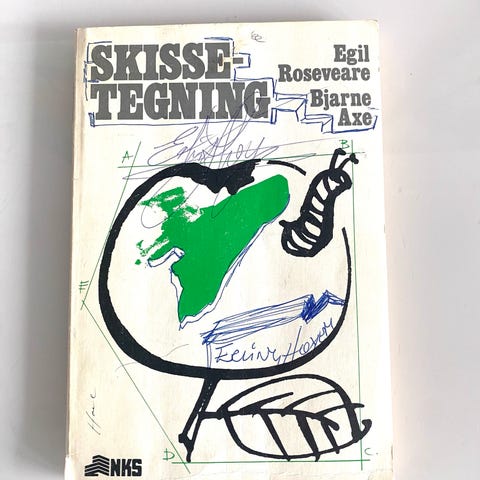 SKISSE-
TEGNING
Egil
Roseveare
Bjarne
Axe
A
B
D
C.
NKS